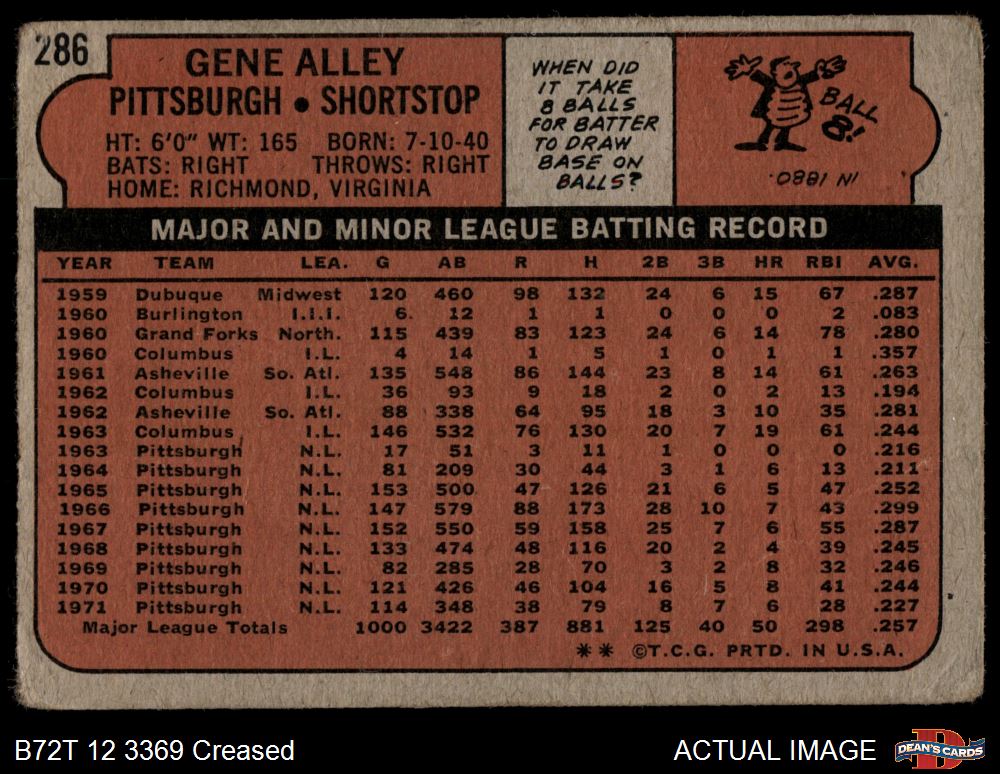 286
GENE ALLEY
PITTSBURGH • SHORTSTOP
HT: 6'0" WT: 165 BORN: 7-10-40
BATS: RIGHT THROWS: RIGHT
HOME: RICHMOND, VIRGINIA
WHEN DID
IT TAKE
8 BALLS
FOR BATTER
TO DRAW
BASE ON
BALLS?
BALL
8!
IN 1880.
MAJOR AND MINOR LEAGUE BATTING RECORD
YEAR TEAM LEA. G AB R H 2B 3B HR RBI AVG.
1959 Dubuque Midwest 120 460 98 132 24 6 15 67 .287
1960 Burlington I.I.I. 6 12 1 1 0 0 0 2 .083
1960 Grand Forks North. 115 439 83 123 24 6 14 78 .280
1960 Columbus I.L. 4 14 1 5 1 0 1 1 .357
1961 Asheville So. Atl. 135 548 86 144 23 8 14 61 .263
1962 Columbus I.L. 36 93 9 18 2 0 2 13 .194
1962 Asheville So. Atl. 88 338 64 95 18 3 10 35 .281
1963 Columbus I.L. 146 532 76 130 20 7 19 61 .244
1963 Pittsburgh N.L. 17 51 3 11 1 0 0 0 .216
1964 Pittsburgh N.L. 81 209 30 44 3 1 6 13 .211
1965 Pittsburgh N.L. 153 500 47 126 21 6 5 47 .252
1966 Pittsburgh N.L. 147 579 88 173 28 10 7 43 .299
1967 Pittsburgh N.L. 152 550 59 158 25 7 6 55 .287
1968 Pittsburgh N.L. 133 474 48 116 20 2 4 39 .245
1969 Pittsburgh N.L. 82 285 28 70 3 2 8 32 .246
1970 Pittsburgh N.L. 121 426 46 104 16 5 8 41 .244
1971 Pittsburgh N.L. 114 348 38 79 8 7 6 28 .227
Major League Totals 1000 3422 387 881 125 40 50 298 .257
** ©T.C.G. PRTD. IN U.S.A.
B72T 12 3369 Creased
ACTUAL IMAGE
D
DEAN'S CARDS